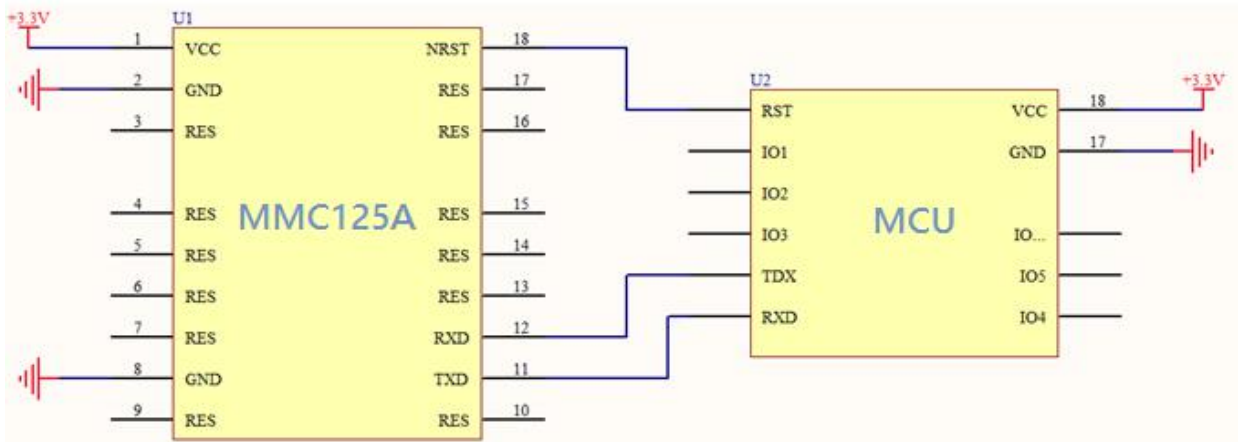 +3.3V
U1
1 VCC
NRST 18
2 GND
RES 17
3 RES
RES 16
4 RES
RES 15
5 RES
RES 14
6 RES
RES 13
7 RES
RXD 12
8 GND
TXD 11
9 RES
RES 10
MMC125A
U2
+3.3V
RST
VCC 18
IO1
GND 17
IO2
IO3
IO...
TDX
IO5
RXD
IO4
MCU